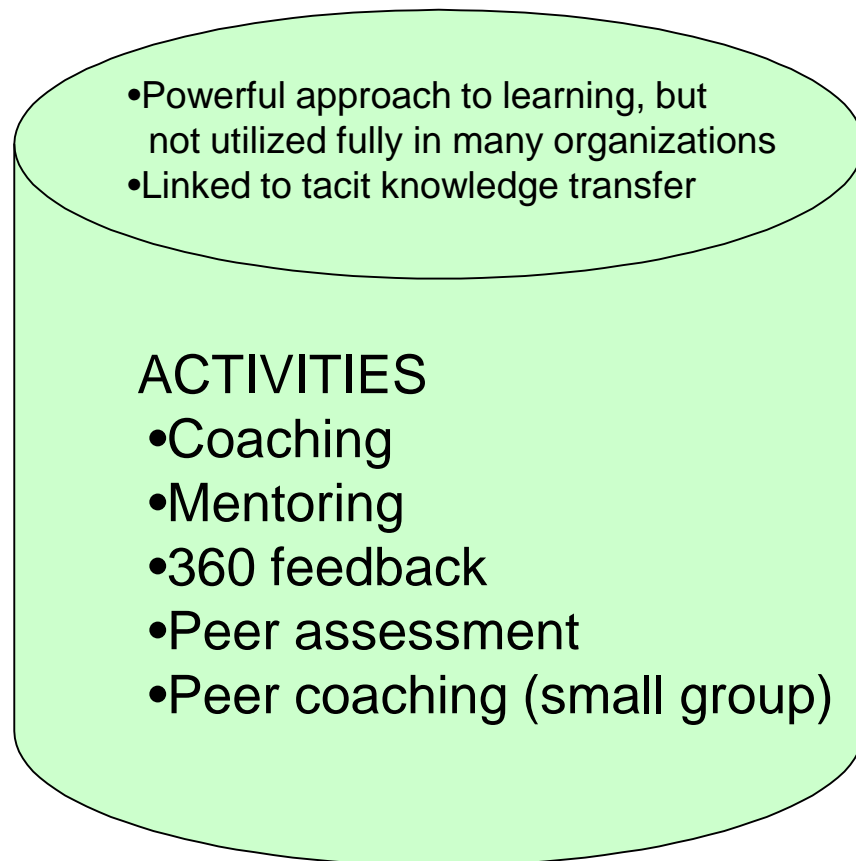 •Powerful approach to learning, but
not utilized fully in many organizations
•Linked to tacit knowledge transfer
ACTIVITIES
•Coaching
•Mentoring
•360 feedback
•Peer assessment
•Peer coaching (small group)